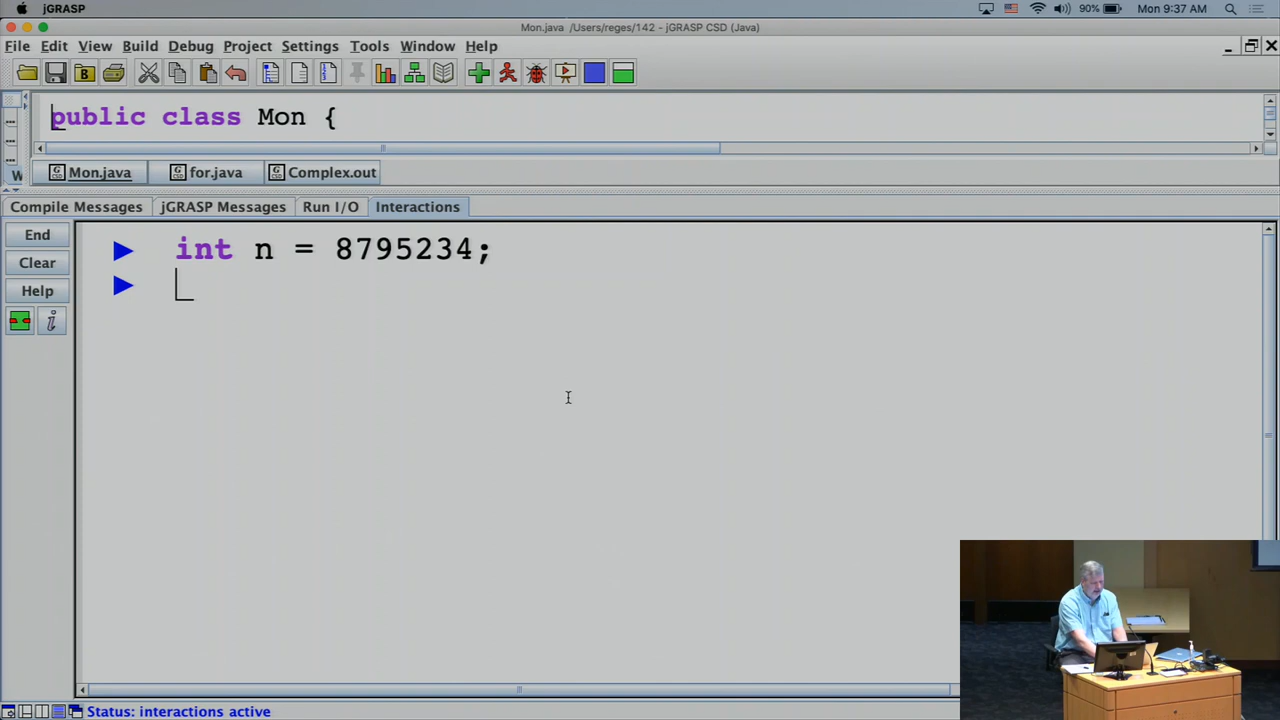 jGRASP
90%
Mon 9:37 AM
Mon.java /Users/reges/142 - jGRASP CSD (Java)
File Edit View Build Debug Project Settings Tools Window Help
B
public class Mon {
W
Mon.java
for.java
Complex.out
Compile Messages
jGRASP Messages
Run I/O
Interactions
End
Clear
Help
int n = 8795234;
Status: interactions active